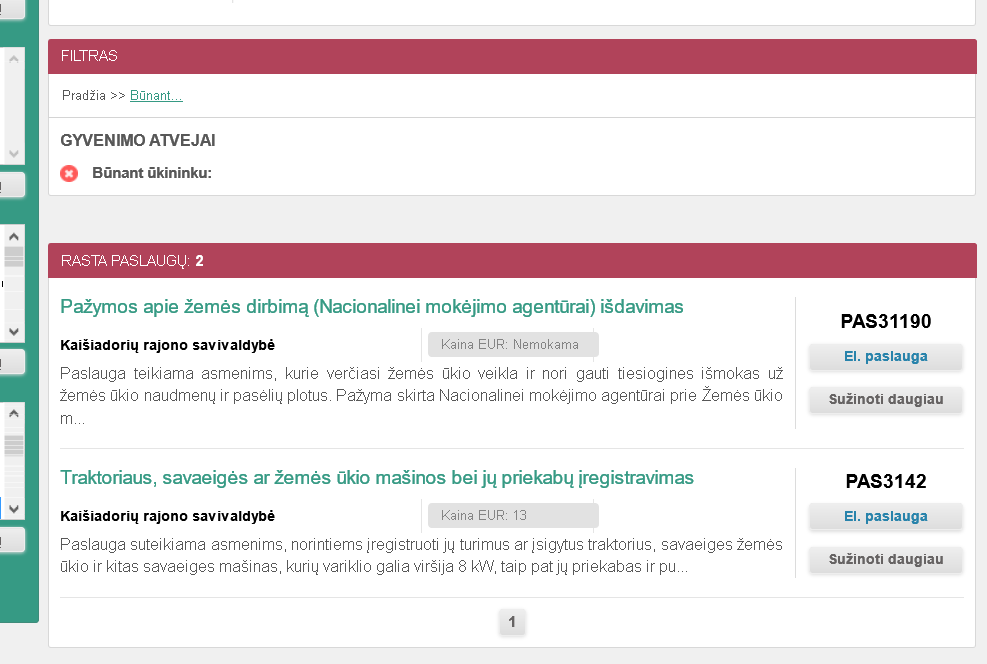 FILTRAS
Pradžia >> Būnant...
GYVENIMO ATVEJAI
Būnant ūkininku:
RASTA PASLAUGŲ: 2
Pažymos apie žemės dirbimą (Nacionalinei mokėjimo agentūrai) išdavimas
PAS31190
Kaišiadorių rajono savivaldybė
Kaina EUR: Nemokama
El. paslauga
Paslauga teikiama asmenims, kurie verčiasi žemės ūkio veikla ir nori gauti tiesiogines išmokas už
žemės ūkio naudmenų ir pasėlių plotus. Pažyma skirta Nacionalinei mokėjimo agentūrai prie Žemės ūkio
m...
Sužinoti daugiau
Traktoriaus, savaeigės ar žemės ūkio mašinos bei jų priekabų įregistravimas
PAS3142
Kaišiadorių rajono savivaldybė
Kaina EUR: 13
El. paslauga
Paslauga suteikiama asmenims, norintiems įregistruoti jų turimus ar įsigytus traktorius, savaeiges žemės
ūkio ir kitas savaeiges mašinas, kurių variklio galia viršija 8 kW, taip pat jų priekabas ir pu...
Sužinoti daugiau
1